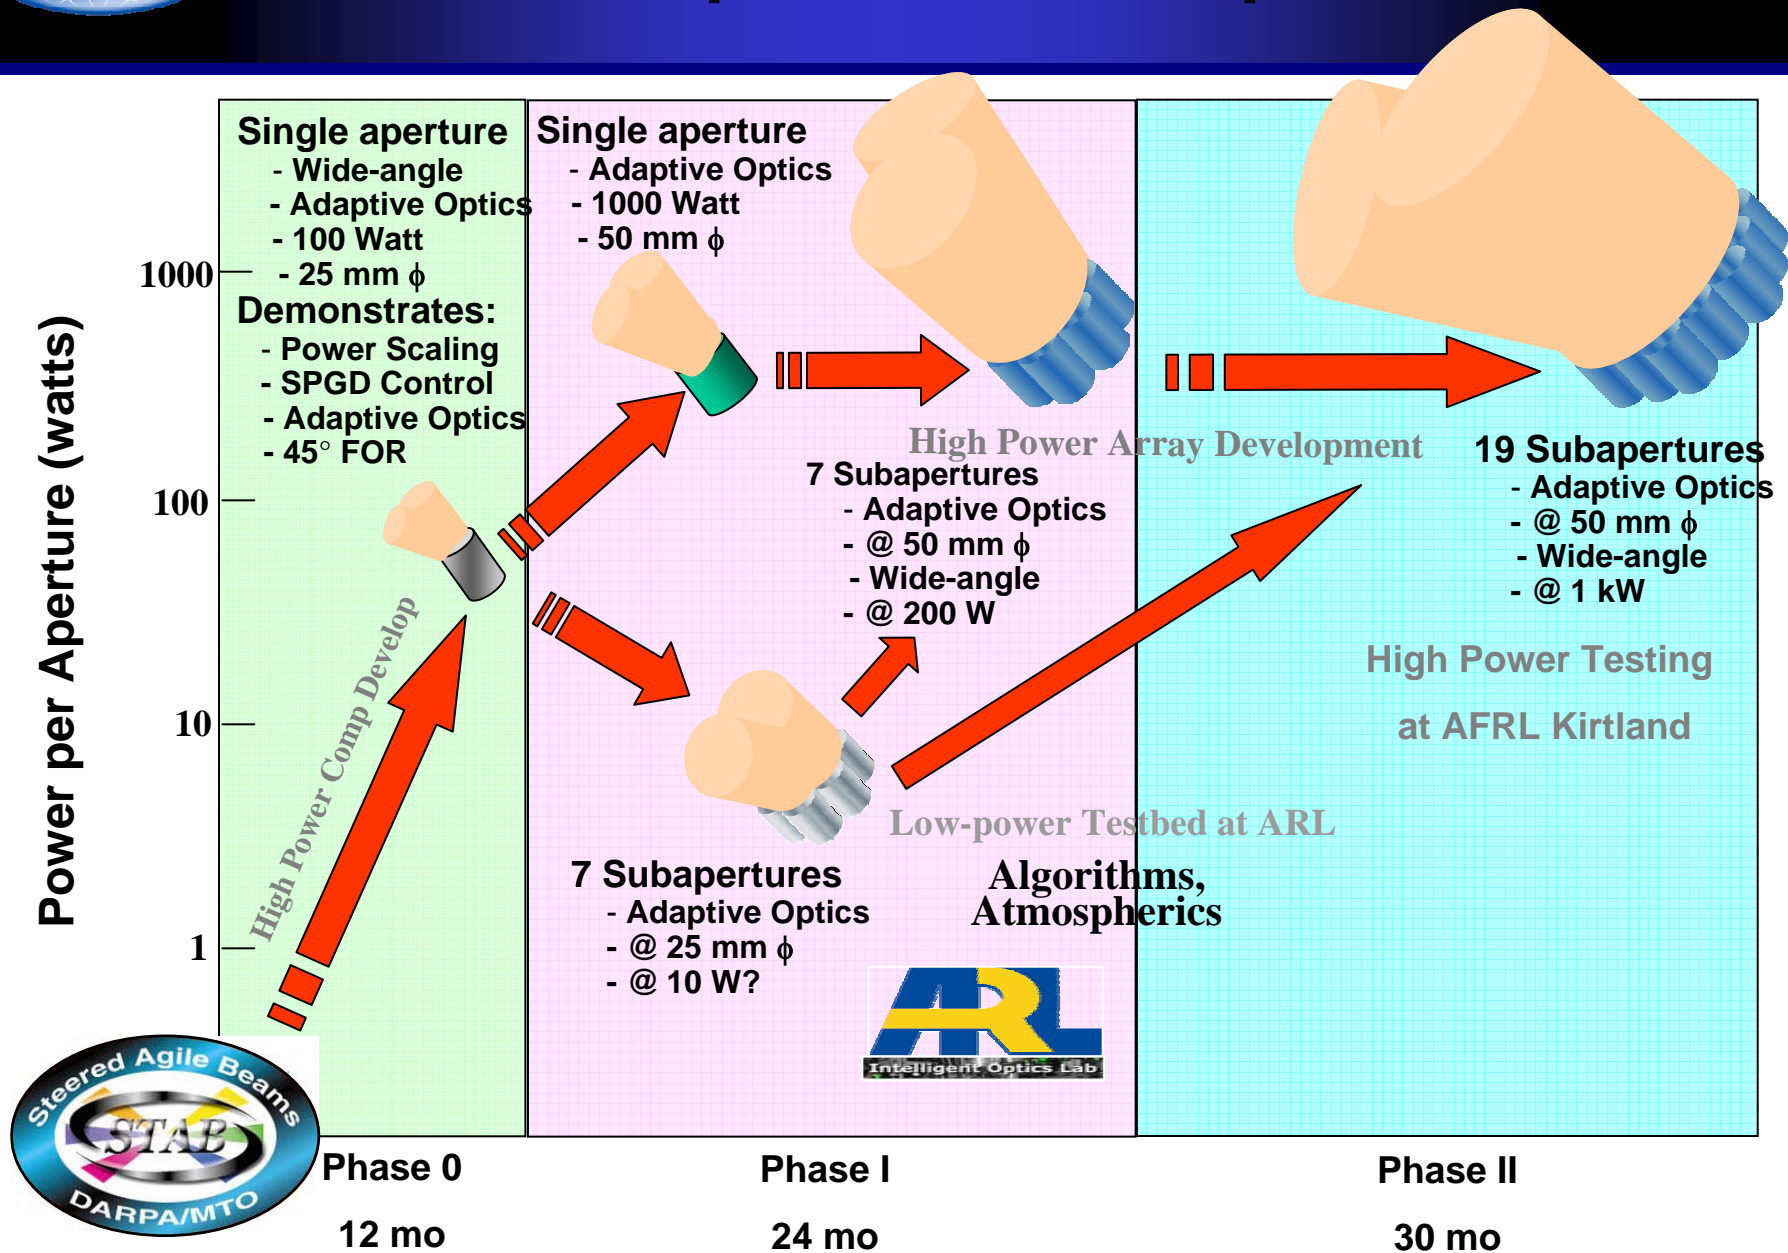 Single aperture
- Wide-angle
- Adaptive Optics
- 100 Watt
- 25 mm ϕ
Demonstrates:
- Power Scaling
- SPGD Control
- Adaptive Optics
- 45° FOR
Single aperture
- Adaptive Optics
- 1000 Watt
- 50 mm ϕ
Power per Aperture (watts)
1000
100
10
1
High Power Comp Develop
High Power Array Development
7 Subapertures
- Adaptive Optics
- @ 50 mm ϕ
- Wide-angle
- @ 200 W
19 Subapertures
- Adaptive Optics
- @ 50 mm ϕ
- Wide-angle
- @ 1 kW
High Power Testing
at AFRL Kirtland
Low-power Testbed at ARL
Algorithms,
Atmospherics
7 Subapertures
- Adaptive Optics
- @ 25 mm ϕ
- @ 10 W?
ARL
Intelligent Optics Lab
Steered Agile Beams
STAB
DARPA/MTO
Phase 0
12 mo
Phase I
24 mo
Phase II
30 mo